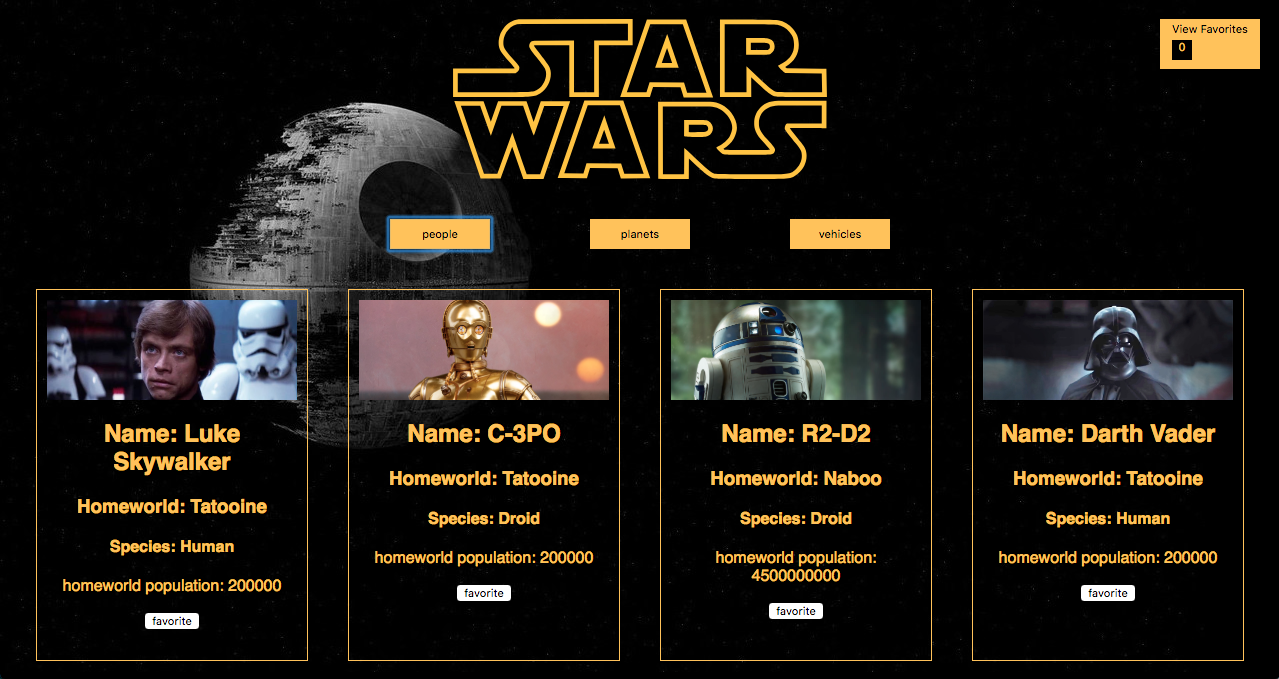 STAR
WARS
View Favorites
0
people
planets
vehicles
Name: Luke
Skywalker
Homeworld: Tatooine
Species: Human
homeworld population: 200000
favorite
Name: C-3PO
Homeworld: Tatooine
Species: Droid
homeworld population: 200000
favorite
Name: R2-D2
Homeworld: Naboo
Species: Droid
homeworld population:
4500000000
favorite
Name: Darth Vader
Homeworld: Tatooine
Species: Human
homeworld population: 200000
favorite